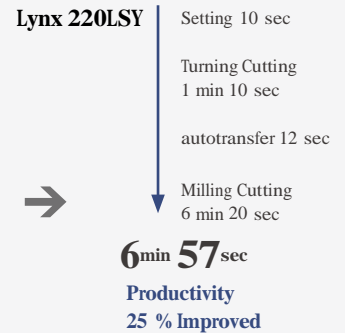 Lynx 220LSY
Setting 10 sec
Turning Cutting
1 min 10 sec
autotransfer 12 sec
Milling Cutting
6 min 20 sec
6min 57sec
Productivity
25 % Improved